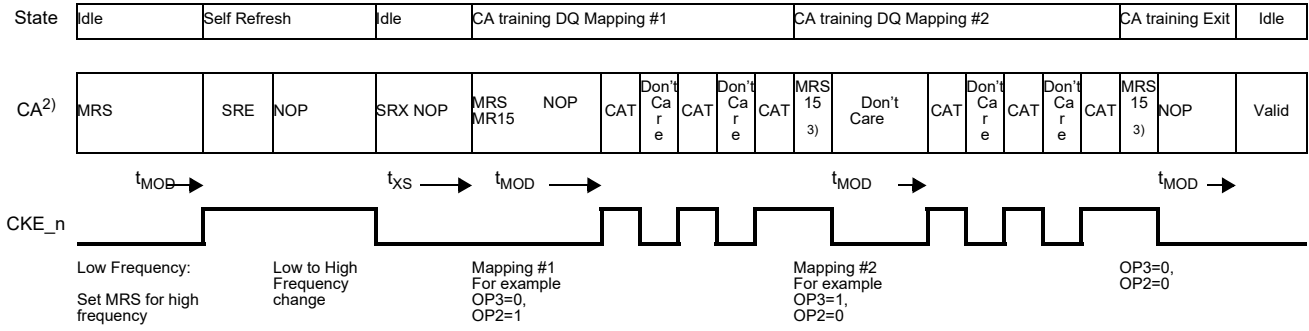 State Idle Self Refresh Idle CA training DQ Mapping #1 CA training DQ Mapping #2 CA training Exit Idle
CA2) MRS SRE NOP SRX NOP MRS MR15 NOP CAT Don't Care CAT Don't Care CAT MRS 15 3) Don't Care CAT Don't Care CAT Don't Care CAT MRS 15 3) NOP Valid
tMOD tXS tMOD tMOD tMOD
CKE_n
Low Frequency:
Set MRS for high
frequency
Low to High
Frequency
change
Mapping #1
For example
OP3=0,
OP2=1
Mapping #2
For example
OP3=1,
OP2=0
OP3=0,
OP2=0